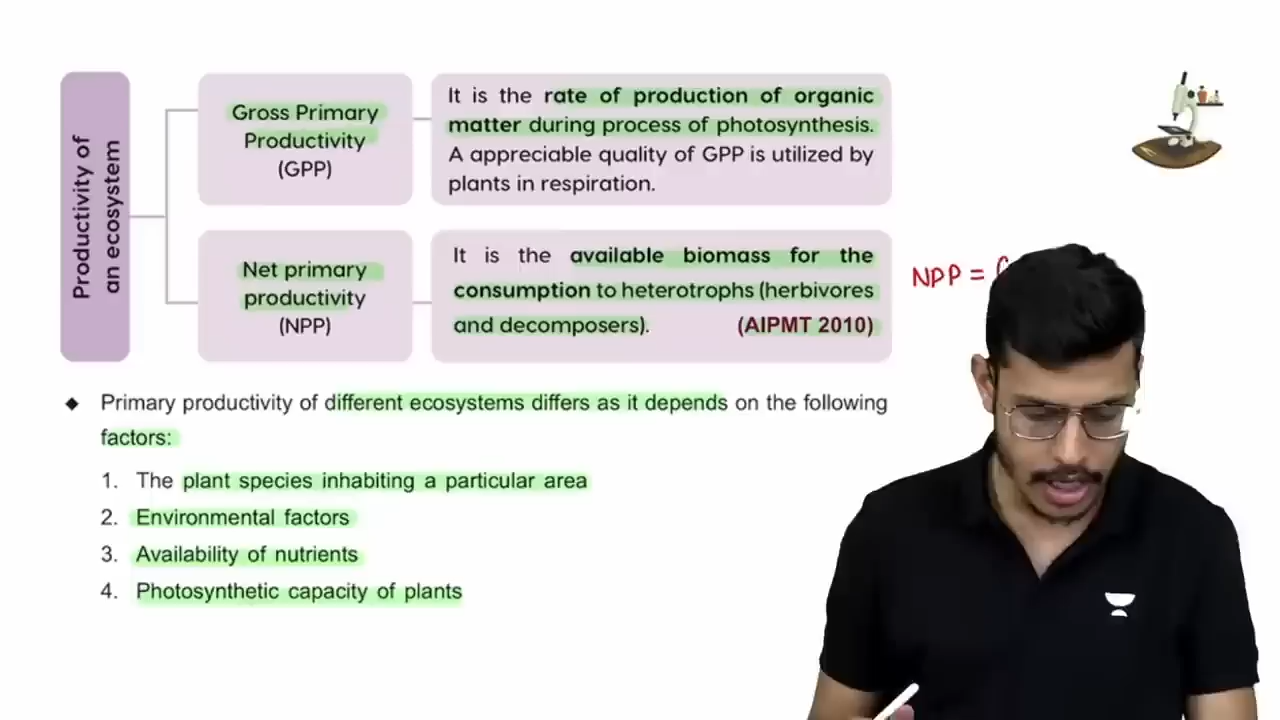 Productivity of
an ecosystem
Gross Primary
Productivity
(GPP)
It is the rate of production of organic
matter during process of photosynthesis.
A appreciable quality of GPP is utilized by
plants in respiration.
Net primary
productivity
(NPP)
It is the available biomass for the
consumption to heterotrophs (herbivores
and decomposers). (AIPMT 2010)
NPP =
◆ Primary productivity of different ecosystems differs as it depends on the following
factors:
1. The plant species inhabiting a particular area
2. Environmental factors
3. Availability of nutrients
4. Photosynthetic capacity of plants